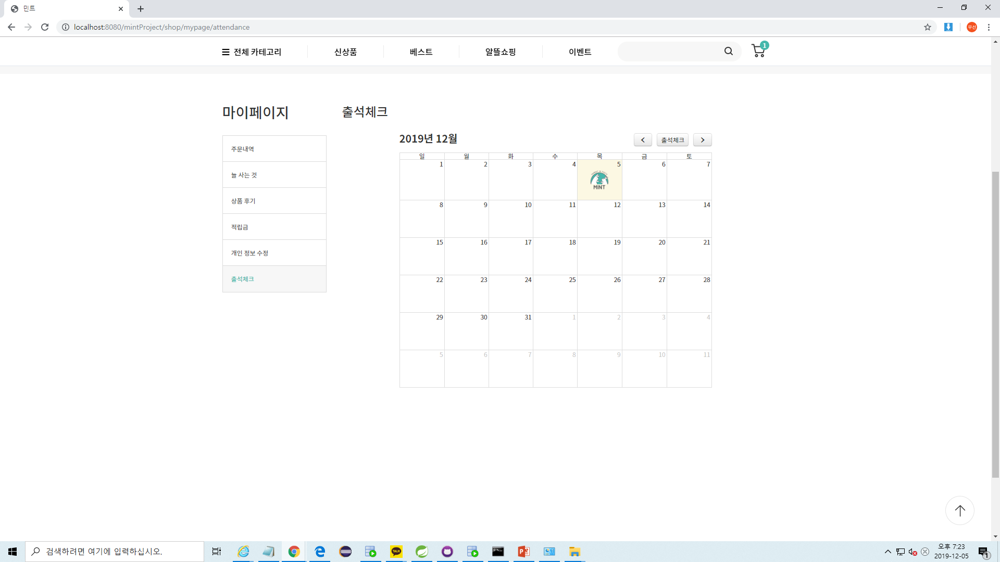 민트
localhost:8080/mintProject/shop/mypage/attendance
무선
전체 카테고리 신상품 베스트 알뜰쇼핑 이벤트 1
마이페이지
출석체크
주문내역
늘 사는 것
상품 후기
적립금
개인 정보 수정
출석체크
2019년 12월
출석체크
일 월 화 수 목 금 토
1 2 3 4 5 6 7
MINT
8 9 10 11 12 13 14
15 16 17 18 19 20 21
22 23 24 25 26 27 28
29 30 31 1 2 3 4
5 6 7 8 9 10 11
검색하려면 여기에 입력하십시오.
TALK
오후 7:23
2019-12-05
1